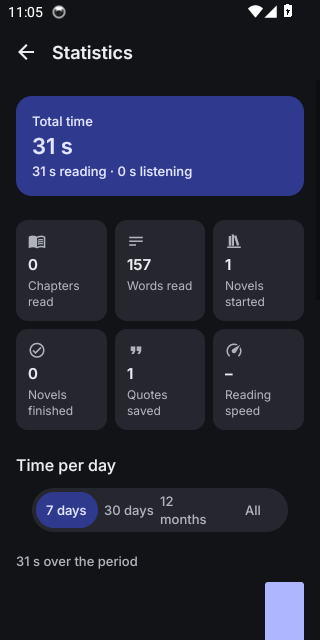 11:05
Statistics
Total time
31 s
31 s reading · 0 s listening
0
Chapters
read
157
Words read
1
Novels
started
0
Novels
finished
1
Quotes
saved
–
Reading
speed
Time per day
7 days
30 days
12
months
All
31 s over the period